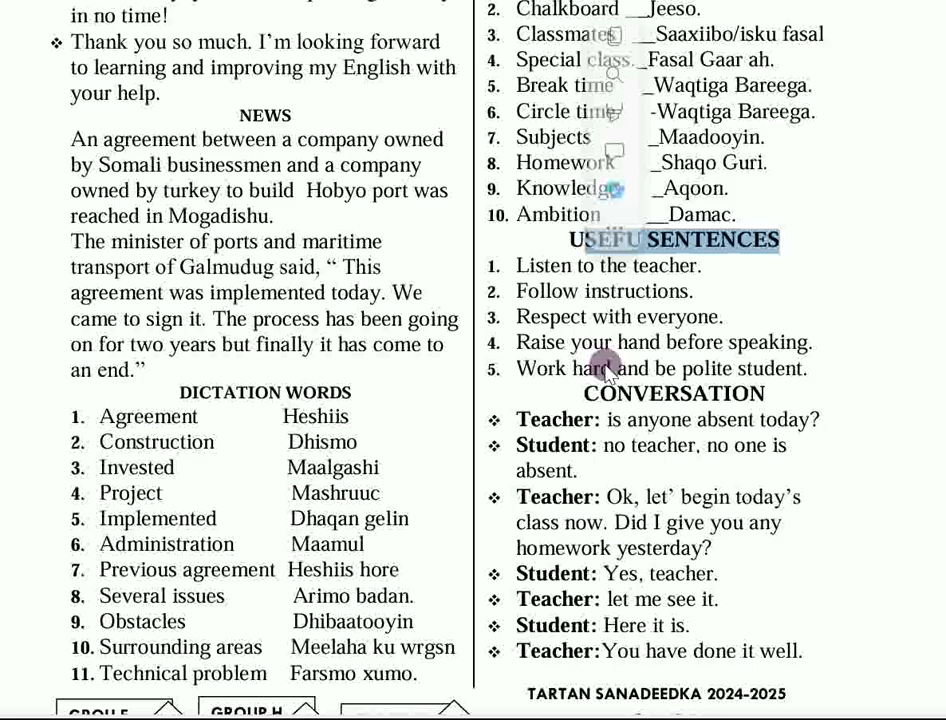 in no time!
❖ Thank you so much. I’m looking forward
to learning and improving my English with
your help.
NEWS
An agreement between a company owned
by Somali businessmen and a company
owned by turkey to build Hobyo port was
reached in Mogadishu.
The minister of ports and maritime
transport of Galmudug said, “ This
agreement was implemented today. We
came to sign it. The process has been going
on for two years but finally it has come to
an end.”
DICTATION WORDS
1. Agreement Heshiis
2. Construction Dhismo
3. Invested Maalgashi
4. Project Mashruuc
5. Implemented Dhaqan gelin
6. Administration Maamul
7. Previous agreement Heshiis hore
8. Several issues Arimo badan.
9. Obstacles Dhibaatooyin
10. Surrounding areas Meelaha ku wrgsn
11. Technical problem Farsmo xumo.
GROUP H
2. Chalkboard __Jeeso.
3. Classmates __Saaxiibo/isku fasal
4. Special class. _Fasal Gaar ah.
5. Break time _Waqtiga Bareega.
6. Circle time -Waqtiga Bareega.
7. Subjects _Maadooyin.
8. Homework _Shaqo Guri.
9. Knowledge _Aqoon.
10. Ambition __Damac.
USEFU SENTENCES
1. Listen to the teacher.
2. Follow instructions.
3. Respect with everyone.
4. Raise your hand before speaking.
5. Work hard and be polite student.
CONVERSATION
❖ Teacher: is anyone absent today?
❖ Student: no teacher, no one is
absent.
❖ Teacher: Ok, let’ begin today’s
class now. Did I give you any
homework yesterday?
❖ Student: Yes, teacher.
❖ Teacher: let me see it.
❖ Student: Here it is.
❖ Teacher:You have done it well.
TARTAN SANADEEDKA 2024-2025